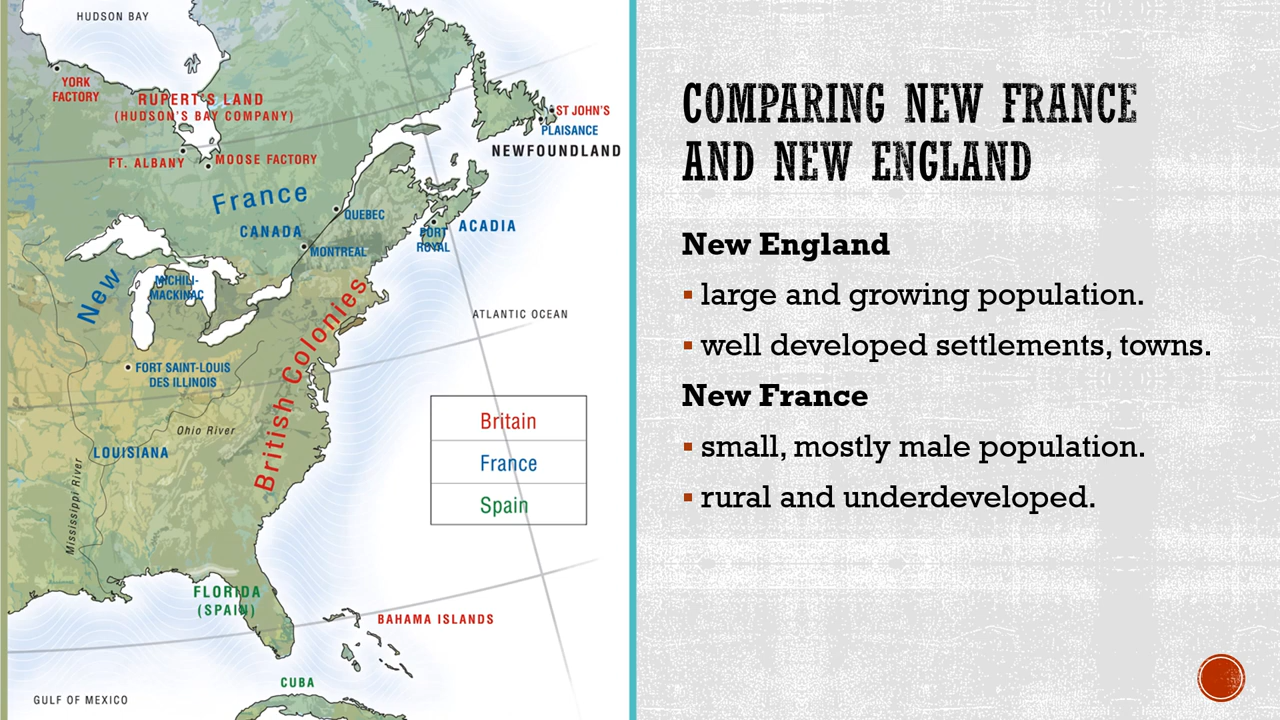 HUDSON BAY
YORK
FACTORY
RUPERT'S LAND
(HUDSON'S BAY COMPANY)
FT. ALBANY
MOOSE FACTORY
ST JOHN'S
PLAISANCE
NEWFOUNDLAND
New France
CANADA
QUEBEC
MONTREAL
PORT
ROYAL
ACADIA
MICHILI-
MACKINAC
British Colonies
ATLANTIC OCEAN
FORT SAINT-LOUIS
DES ILLINOIS
Ohio River
LOUISIANA
Mississippi River
Britain
France
Spain
FLORIDA
(SPAIN)
BAHAMA ISLANDS
CUBA
GULF OF MEXICO
COMPARING NEW FRANCE
AND NEW ENGLAND
New England
▪ large and growing population.
▪ well developed settlements, towns.
New France
▪ small, mostly male population.
▪ rural and underdeveloped.